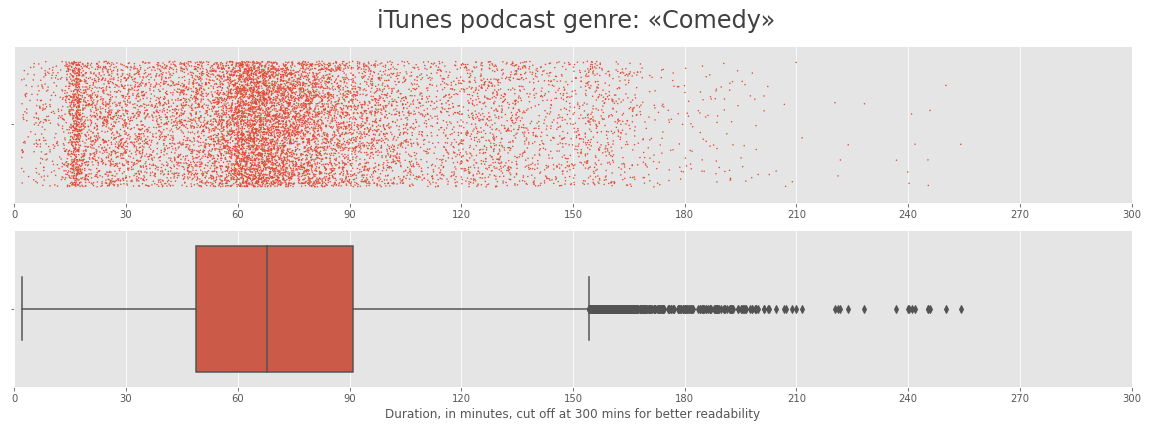 iTunes podcast genre: «Comedy»
0 30 60 90 120 150 180 210 240 270 300
0 30 60 90 120 150 180 210 240 270 300
Duration, in minutes, cut off at 300 mins for better readability